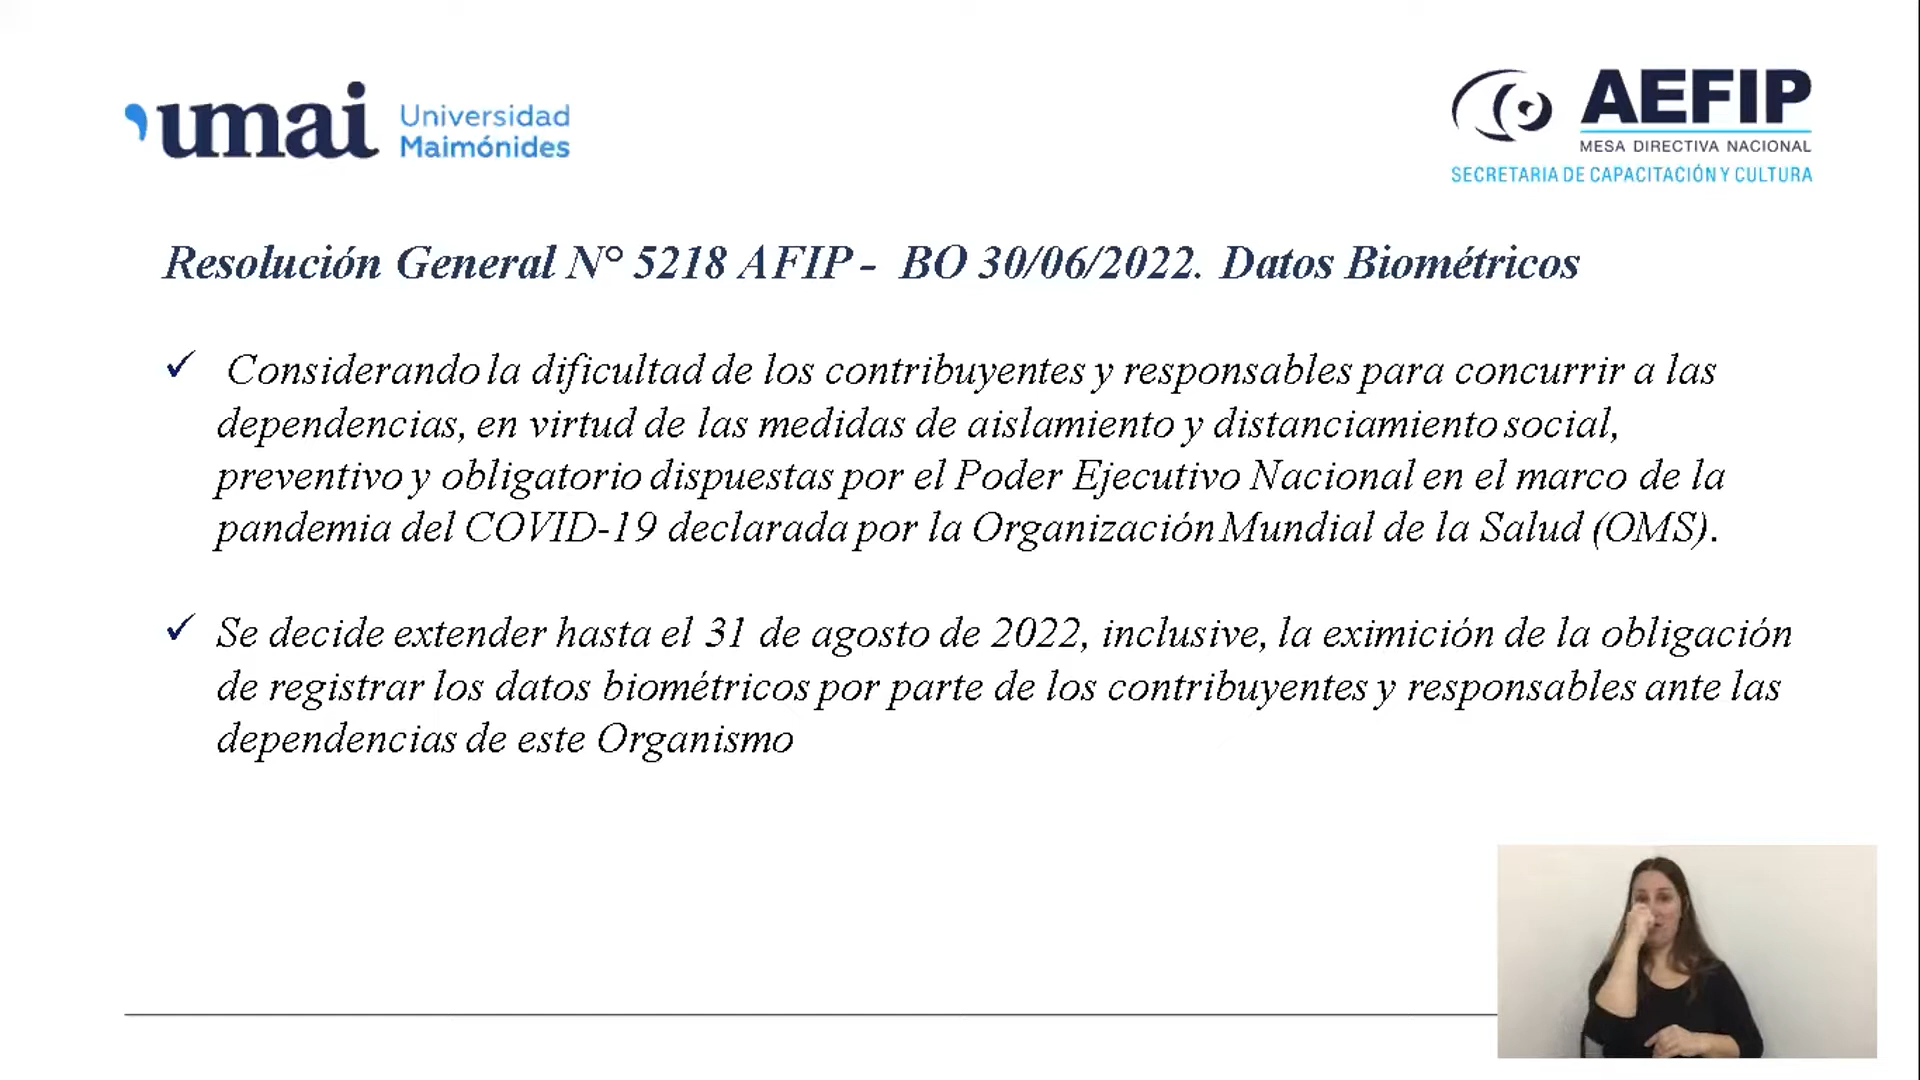 umai Universidad Maimónides
AEFIP
MESA DIRECTIVA NACIONAL
SECRETARIA DE CAPACITACIÓN Y CULTURA
Resolución General N° 5218 AFIP - BO 30/06/2022. Datos Biométricos
✓ Considerando la dificultad de los contribuyentes y responsables para concurrir a las
dependencias, en virtud de las medidas de aislamiento y distanciamiento social,
preventivo y obligatorio dispuestas por el Poder Ejecutivo Nacional en el marco de la
pandemia del COVID-19 declarada por la Organización Mundial de la Salud (OMS).
✓ Se decide extender hasta el 31 de agosto de 2022, inclusive, la eximición de la obligación
de registrar los datos biométricos por parte de los contribuyentes y responsables ante las
dependencias de este Organismo